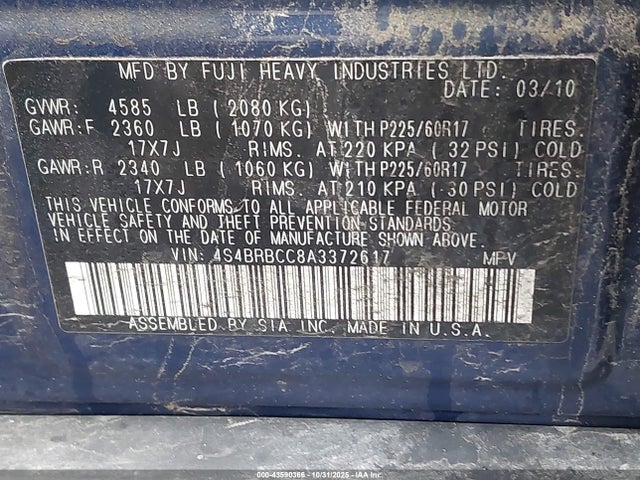 MFD BY FUJI HEAVY INDUSTRIES LTD.
DATE: 03/10
GVWR: 4585 LB ( 2080 KG)
GAWR:F 2360 LB ( 1070 KG) WITH P225/60R17 TIRES.
17X7J RIMS. AT 220 KPA ( 32 PSI) COLD
GAWR:R 2340 LB ( 1060 KG) WITH P225/60R17 TIRES.
17X7J RIMS. AT 210 KPA ( 30 PSI) COLD
THIS VEHICLE CONFORMS TO ALL APPLICABLE FEDERAL MOTOR
VEHICLE SAFETY AND THEFT PREVENTION STANDARDS
IN EFFECT ON THE DATE OF MANUFACTURE SHOWN ABOVE.
VIN: 4S4BRBCC8A3372617 MPV
ASSEMBLED BY SIA INC. MADE IN U.S.A.
000-43590366 - 10/31/2025 - IAA Inc.